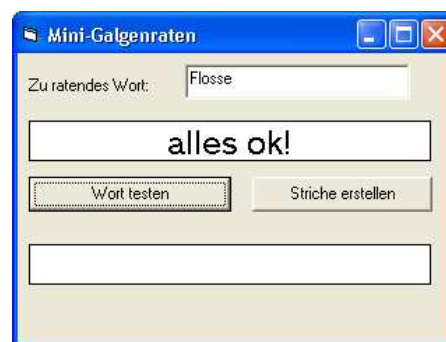 Mini-Galgenraten
Zu ratendes Wort: Flosse
alles ok!
Wort testen Striche erstellen